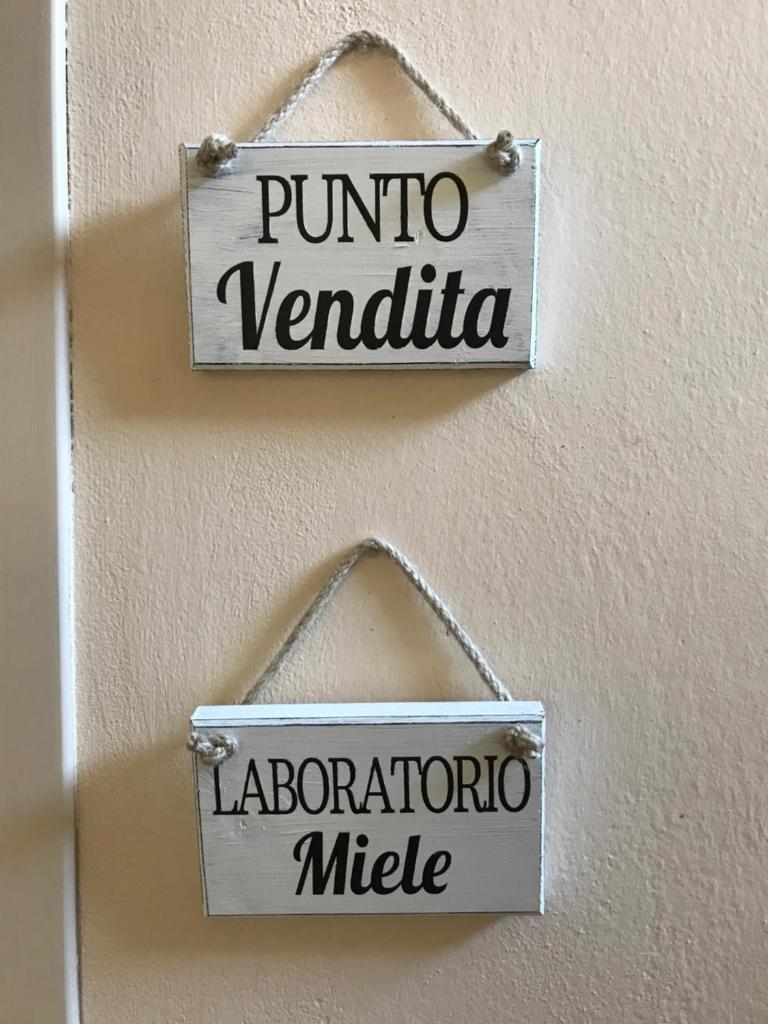 PUNTO
Vendita
LABORATORIO
Miele